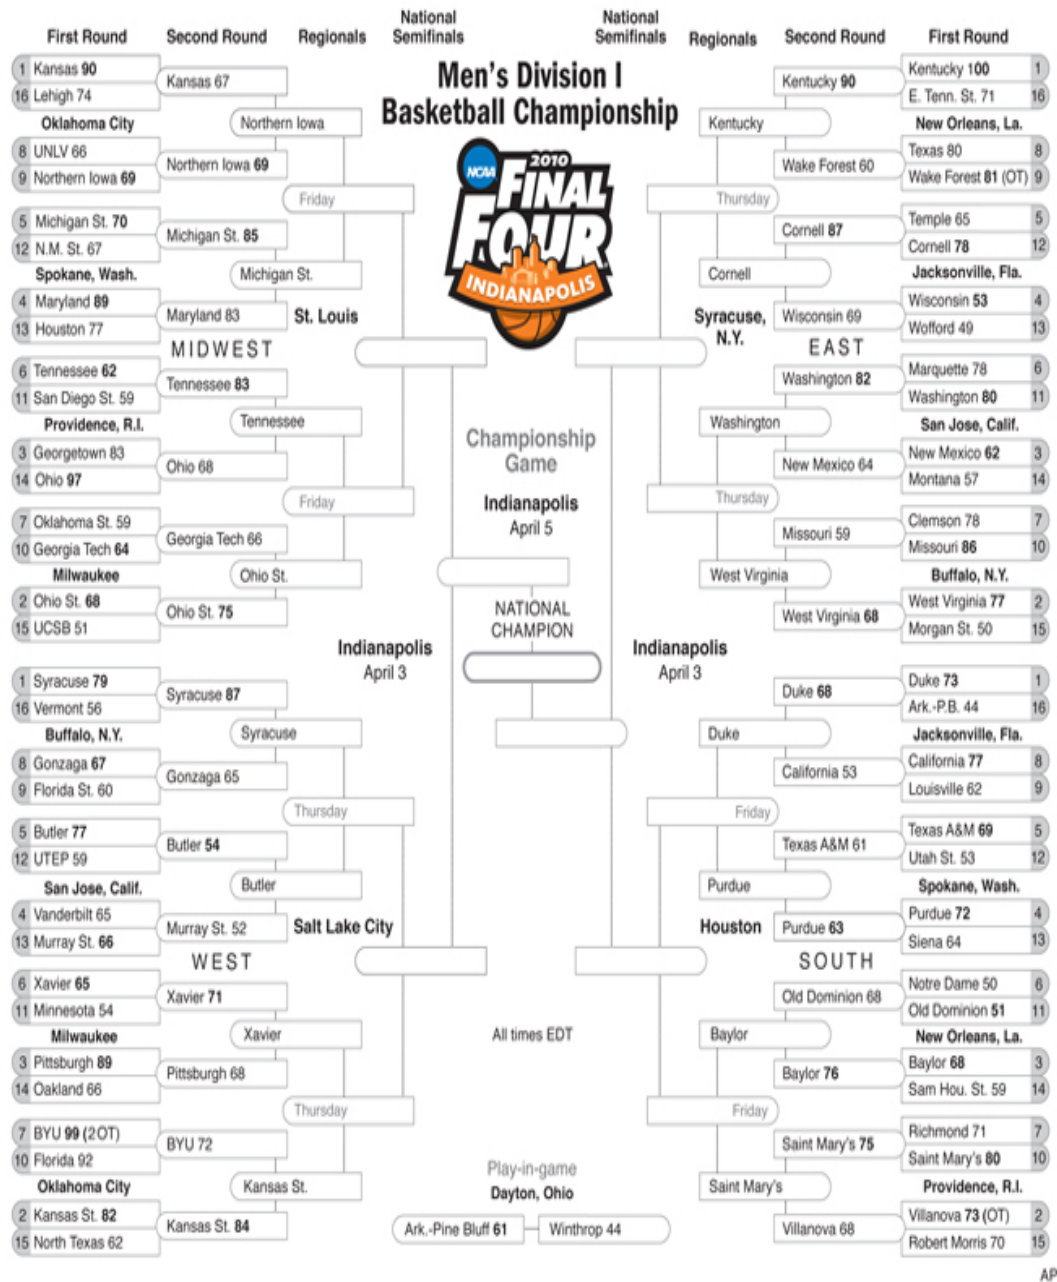 First Round
Second Round
Regionals
National
Semifinals
National
Semifinals
Regionals
Second Round
First Round
Men's Division I
Basketball Championship
NCAA
2010
FINAL
FOUR
INDIANAPOLIS
1 Kansas 90
16 Lehigh 74
Oklahoma City
8 UNLV 66
9 Northern Iowa 69
5 Michigan St. 70
12 N.M. St. 67
Spokane, Wash.
4 Maryland 89
13 Houston 77
6 Tennessee 62
11 San Diego St. 59
Providence, R.I.
3 Georgetown 83
14 Ohio 97
7 Oklahoma St. 59
10 Georgia Tech 64
Milwaukee
2 Ohio St. 68
15 UCSB 51
Kansas 67
Northern Iowa 69
Michigan St. 85
Maryland 83
MIDWEST
Tennessee 83
Ohio 68
Georgia Tech 66
Ohio St. 75
Northern Iowa
Michigan St.
Tennessee
Ohio St.
Friday
St. Louis
Friday
1 Syracuse 79
16 Vermont 56
Buffalo, N.Y.
8 Gonzaga 67
9 Florida St. 60
5 Butler 77
12 UTEP 59
San Jose, Calif.
4 Vanderbilt 65
13 Murray St. 66
6 Xavier 65
11 Minnesota 54
Milwaukee
3 Pittsburgh 89
14 Oakland 66
7 BYU 99 (2OT)
10 Florida 92
Oklahoma City
2 Kansas St. 82
15 North Texas 62
Syracuse 87
Gonzaga 65
Butler 54
Murray St. 52
WEST
Xavier 71
Pittsburgh 68
BYU 72
Kansas St. 84
Syracuse
Butler
Xavier
Kansas St.
Thursday
Salt Lake City
Thursday
Championship
Game
Indianapolis
April 5
NATIONAL
CHAMPION
Indianapolis
April 3
Indianapolis
April 3
All times EDT
Play-in-game
Dayton, Ohio
Ark.-Pine Bluff 61
Winthrop 44
Kentucky 100 1
E. Tenn. St. 71 16
New Orleans, La.
Texas 80 8
Wake Forest 81 (OT) 9
Temple 65 5
Cornell 78 12
Jacksonville, Fla.
Wisconsin 53 4
Wofford 49 13
Marquette 78 6
Washington 80 11
San Jose, Calif.
New Mexico 62 3
Montana 57 14
Clemson 78 7
Missouri 86 10
Buffalo, N.Y.
West Virginia 77 2
Morgan St. 50 15
Kentucky 90
Wake Forest 60
Cornell 87
Wisconsin 69
EAST
Washington 82
New Mexico 64
Missouri 59
West Virginia 68
Kentucky
Cornell
Washington
West Virginia
Thursday
Syracuse,
N.Y.
Thursday
Duke 73 1
Ark.-P.B. 44 16
Jacksonville, Fla.
California 77 8
Louisville 62 9
Texas A&M 69 5
Utah St. 53 12
Spokane, Wash.
Purdue 72 4
Siena 64 13
Notre Dame 50 6
Old Dominion 51 11
New Orleans, La.
Baylor 68 3
Sam Hou. St. 59 14
Richmond 71 7
Saint Mary's 80 10
Providence, R.I.
Villanova 73 (OT) 2
Robert Morris 70 15
Duke 68
California 53
Texas A&M 61
Purdue 63
SOUTH
Old Dominion 68
Baylor 76
Saint Mary's 75
Villanova 68
Duke
Purdue
Baylor
Saint Mary's
Friday
Houston
Friday
AP